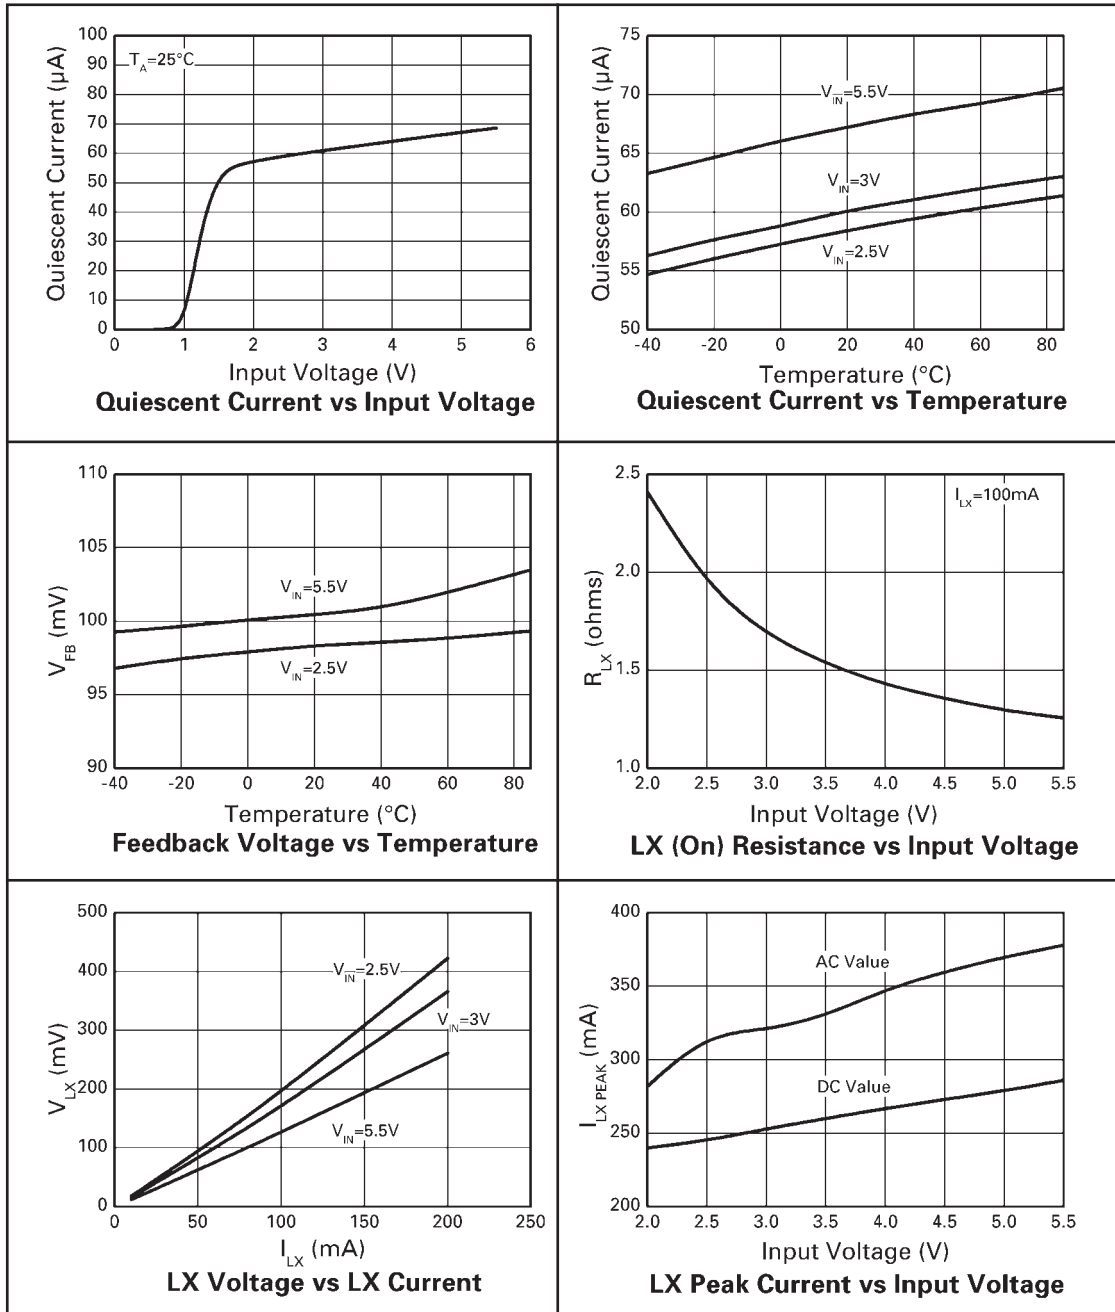 Quiescent Current (µA)
100
90
80
70
60
50
40
30
20
10
0
T_A=25°C
0 1 2 3 4 5 6
Input Voltage (V)
Quiescent Current vs Input Voltage
Quiescent Current (µA)
75
70
65
60
55
50
V_IN=5.5V
V_IN=3V
V_IN=2.5V
-40 -20 0 20 40 60 80
Temperature (°C)
Quiescent Current vs Temperature
V_FB (mV)
110
105
100
95
90
V_IN=5.5V
V_IN=2.5V
-40 -20 0 20 40 60 80
Temperature (°C)
Feedback Voltage vs Temperature
R_LX (ohms)
2.5
2.0
1.5
1.0
I_LX=100mA
2.0 2.5 3.0 3.5 4.0 4.5 5.0 5.5
Input Voltage (V)
LX (On) Resistance vs Input Voltage
V_LX (mV)
500
400
300
200
100
0
V_IN=2.5V
V_IN=3V
V_IN=5.5V
0 50 100 150 200 250
I_LX (mA)
LX Voltage vs LX Current
I_LX PEAK (mA)
400
350
300
250
200
AC Value
DC Value
2.0 2.5 3.0 3.5 4.0 4.5 5.0 5.5
Input Voltage (V)
LX Peak Current vs Input Voltage